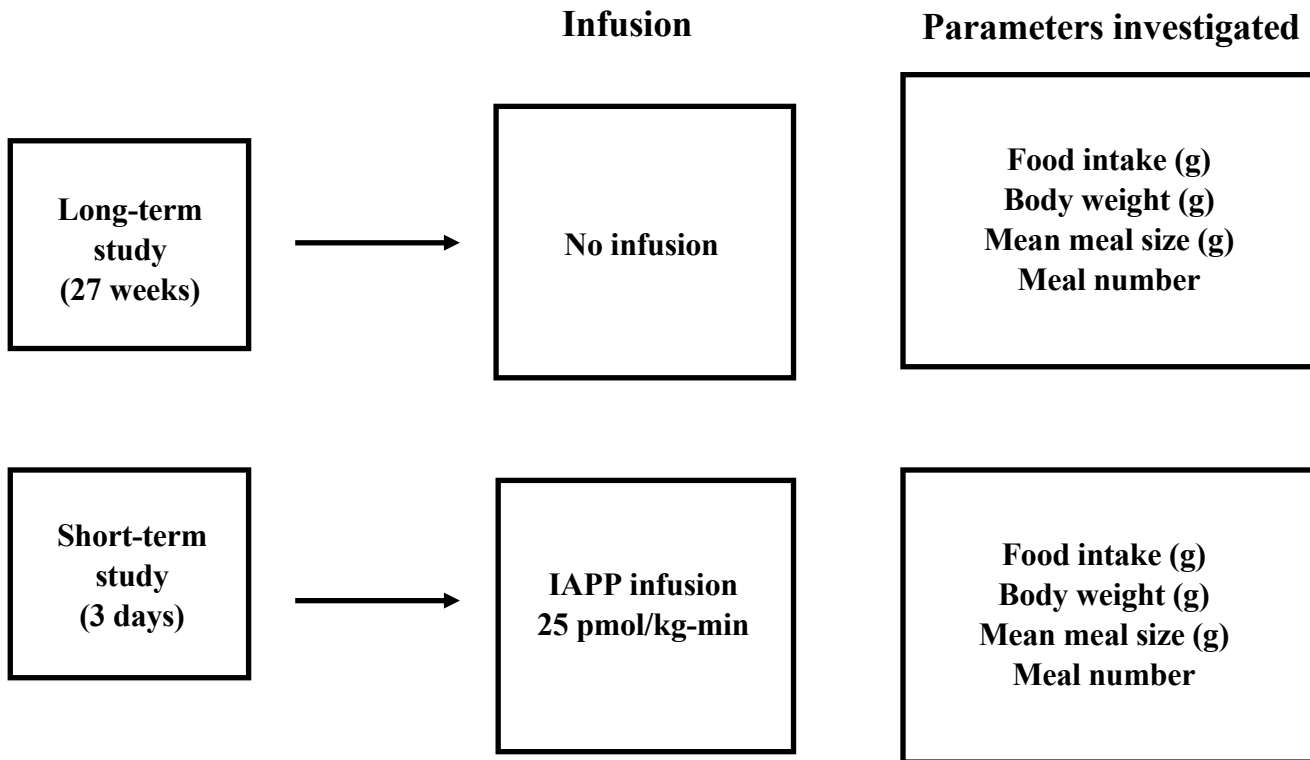 Infusion
Parameters investigated
Long-term
study
(27 weeks)
No infusion
Food intake (g)
Body weight (g)
Mean meal size (g)
Meal number
Short-term
study
(3 days)
IAPP infusion
25 pmol/kg-min
Food intake (g)
Body weight (g)
Mean meal size (g)
Meal number